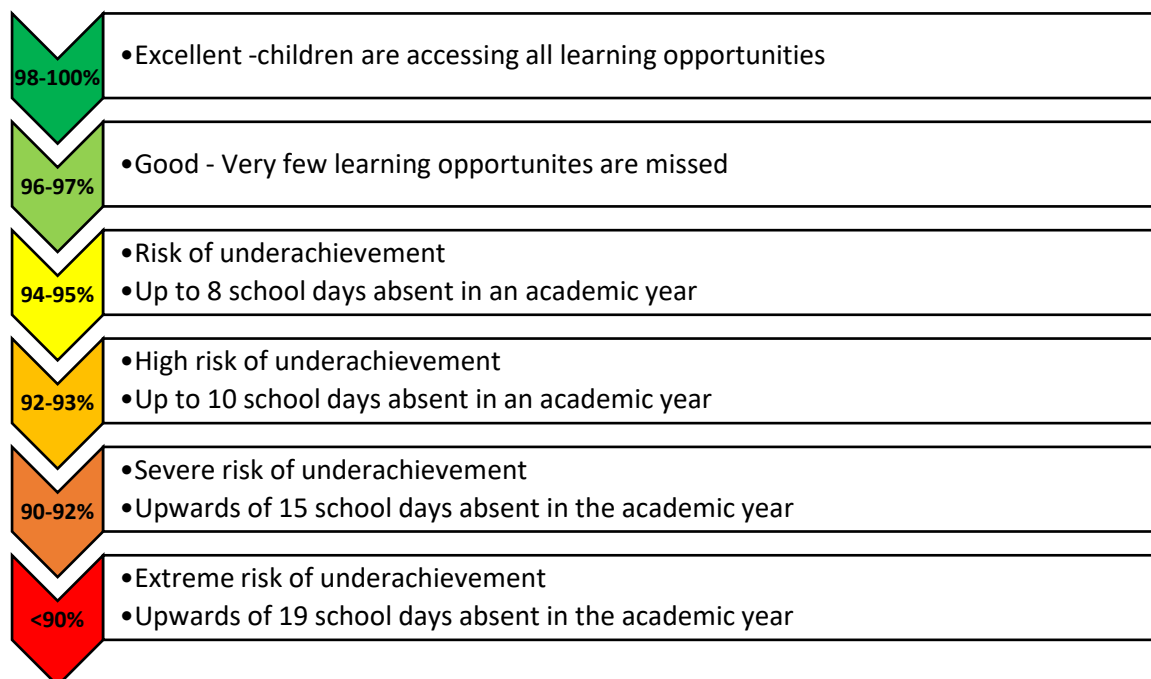 98-100%
•Excellent -children are accessing all learning opportunities
96-97%
•Good - Very few learning opportunites are missed
94-95%
•Risk of underachievement
•Up to 8 school days absent in an academic year
92-93%
•High risk of underachievement
•Up to 10 school days absent in an academic year
90-92%
•Severe risk of underachievement
•Upwards of 15 school days absent in the academic year
<90%
•Extreme risk of underachievement
•Upwards of 19 school days absent in the academic year